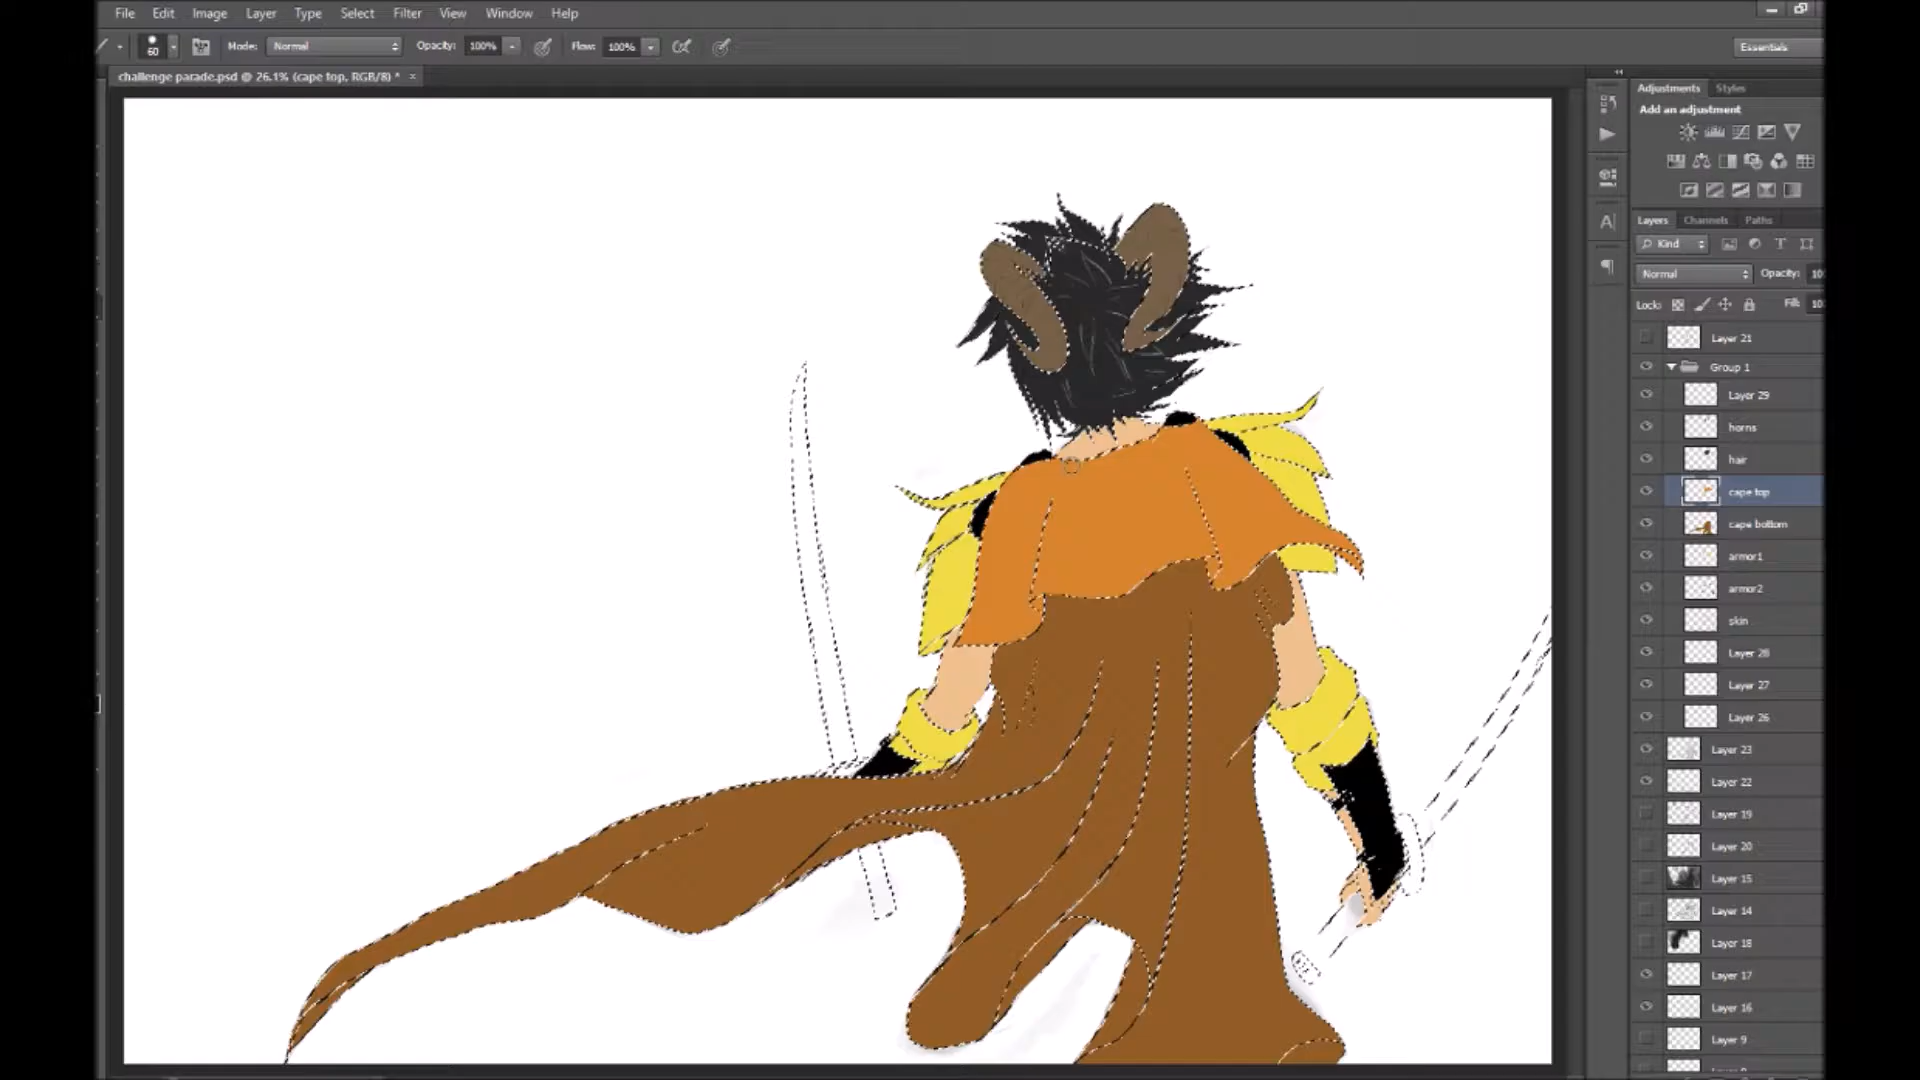 File Edit Image Layer Type Select Filter View Window Help
60 Mode: Normal Opacity: 100% Flow: 100% Essentials
challenge parade.psd @ 26.1% (cape top, RGB/8) * ×
Adjustments Styles
Add an adjustment
Layers Channels Paths
Kind
Normal Opacity: 10
Lock: Fill: 10
Layer 21
Group 1
Layer 29
horns
hair
cape top
cape bottom
armor1
armor2
skin
Layer 28
Layer 27
Layer 26
Layer 23
Layer 22
Layer 19
Layer 20
Layer 15
Layer 14
Layer 18
Layer 17
Layer 16
Layer 9